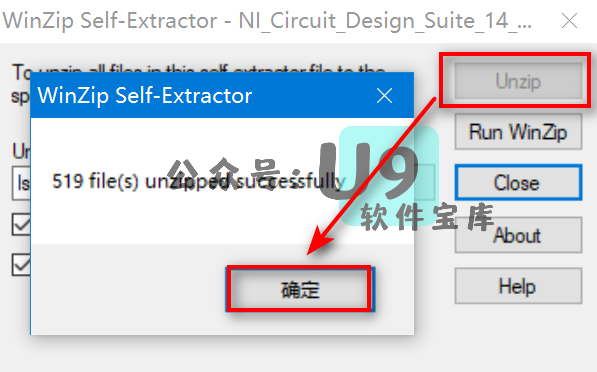 WinZip Self-Extractor - NI_Circuit_Design_Suite_14_...
To unzip all files in this self-extractor file to the
sp
Unzip
WinZip Self-Extractor
Run WinZip
Un
公众号:U9
519 file(s) unzipped successfully
Is
Close
软件宝库
About
确定
Help